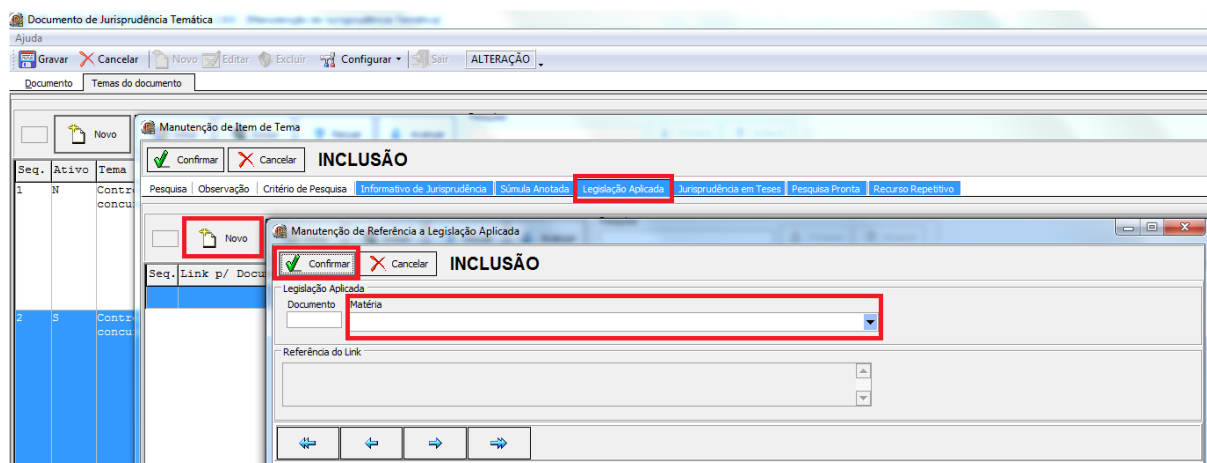 Documento de Jurisprudência Temática
Ajuda
Gravar Cancelar Novo Editar Excluir Configurar Sair ALTERAÇÃO
Documento Temas do documento
Novo
Manutenção de Item de Tema
Confirmar Cancelar INCLUSÃO
Seq. Ativo Tema
Pesquisa Observação Critério de Pesquisa Informativo de Jurisprudência Súmula Anotada Legislação Aplicada Jurisprudência em Teses Pesquisa Pronta Recurso Repetitivo
1 N Contr
concu
Novo
Manutenção de Referência a Legislação Aplicada
Confirmar Cancelar INCLUSÃO
Seq. Link p/ Docu
Legislação Aplicada
Documento Matéria
2 S Contr
concu
Referência do Link